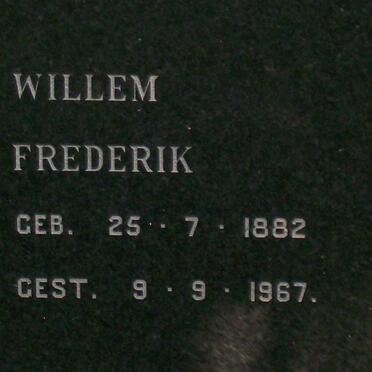 WILLEM
FREDERIK
GEB. 25 · 7 · 1882
GEST. 9 · 9 · 1967.